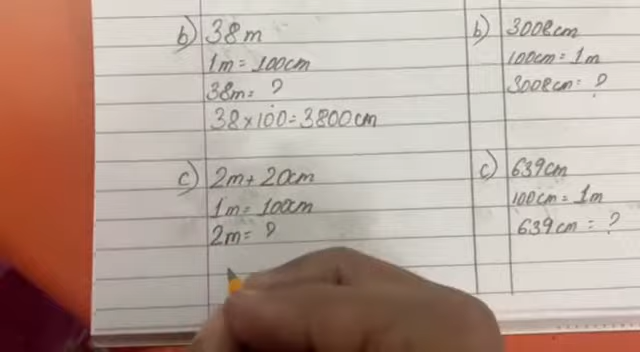 b) 38m
1m = 100cm
38m = ?
38 × 100 = 3800cm
c) 2m + 20cm
1m = 100cm
2m = ?
b) 3008cm
100cm = 1m
3008cm = ?
c) 639cm
100cm = 1m
639cm = ?